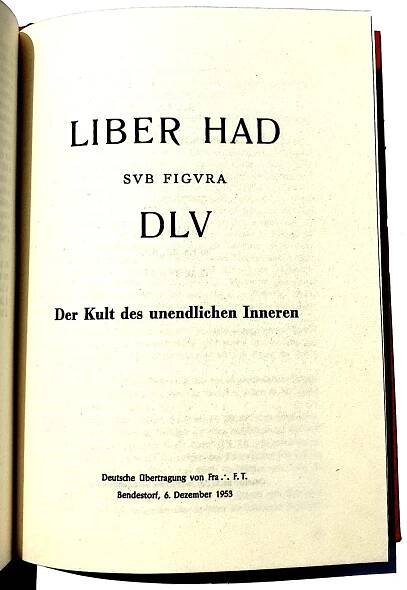 LIBER HAD
SVB FIGVRA
DLV
Der Kult des unendlichen Inneren
Deutsche Übertragung von Fra∴ F. T.
Bendestorf, 6. Dezember 1953